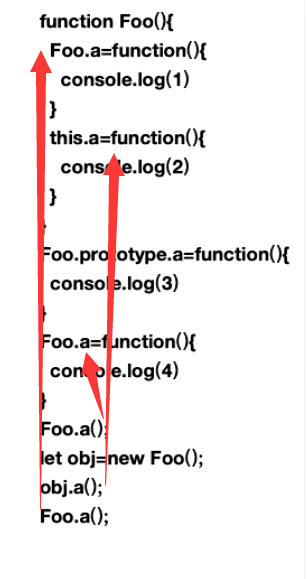 function Foo(){
Foo.a=function(){
console.log(1)
}
this.a=function(){
console.log(2)
}
}
Foo.prototype.a=function(){
console.log(3)
}
Foo.a=function(){
console.log(4)
}
Foo.a();
let obj=new Foo();
obj.a();
Foo.a();